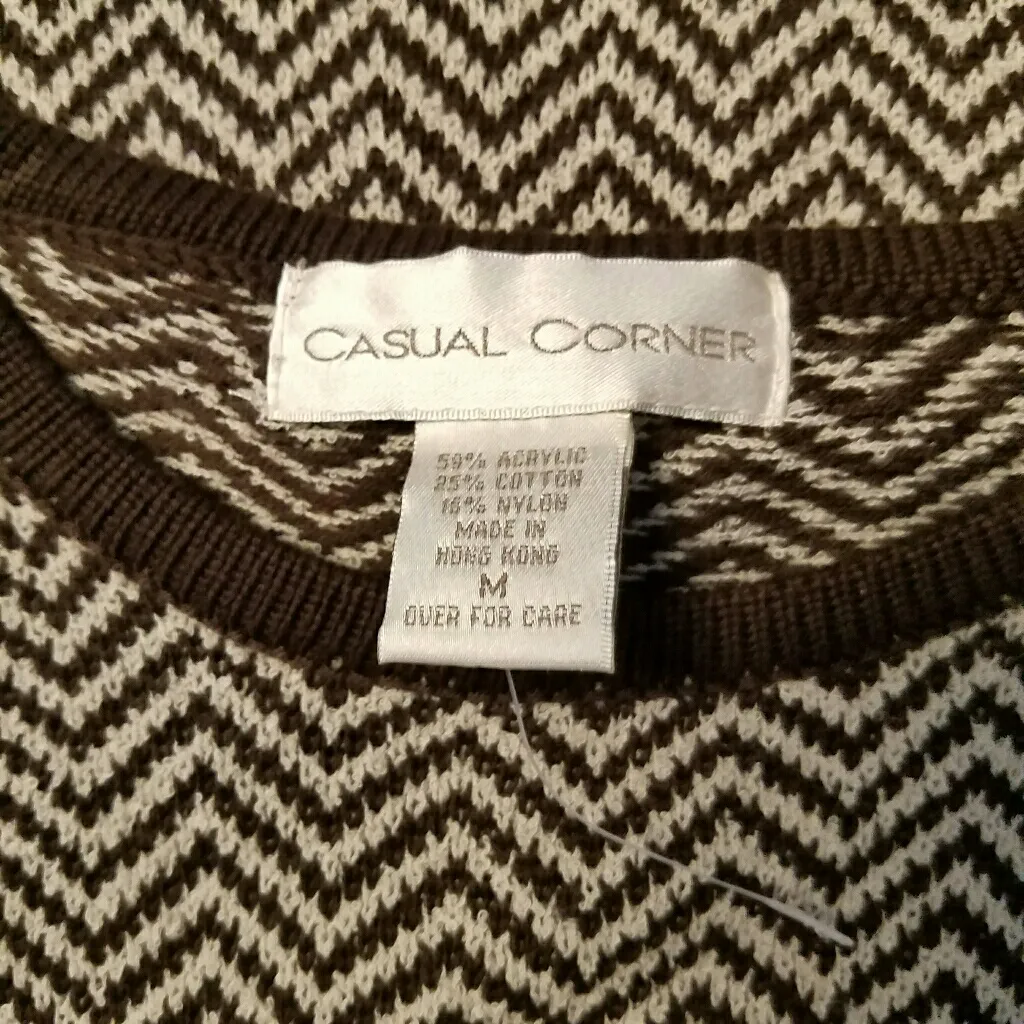 CASUAL CORNER
59% ACRYLIC
25% COTTON
16% NYLON
MADE IN
HONG KONG
M
OVER FOR CARE